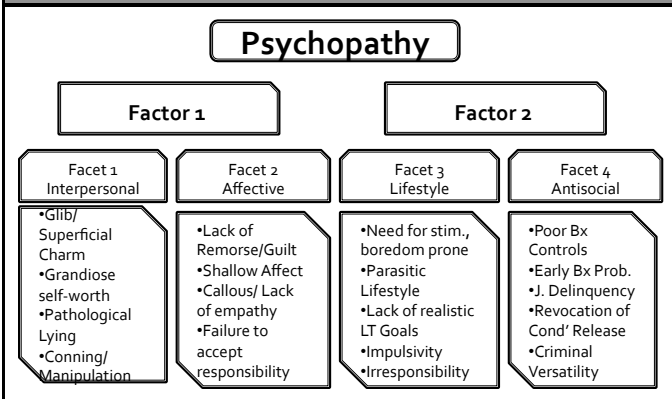 Psychopathy
Factor 1
Factor 2
Facet 1
Interpersonal
Facet 2
Affective
Facet 3
Lifestyle
Facet 4
Antisocial
•Glib/
Superficial
Charm
•Grandiose
self-worth
•Pathological
Lying
•Conning/
Manipulation
•Lack of
Remorse/Guilt
•Shallow Affect
•Callous/ Lack
of empathy
•Failure to
accept
responsibility
•Need for stim.,
boredom prone
•Parasitic
Lifestyle
•Lack of realistic
LT Goals
•Impulsivity
•Irresponsibility
•Poor Bx
Controls
•Early Bx Prob.
•J. Delinquency
•Revocation of
Cond’ Release
•Criminal
Versatility